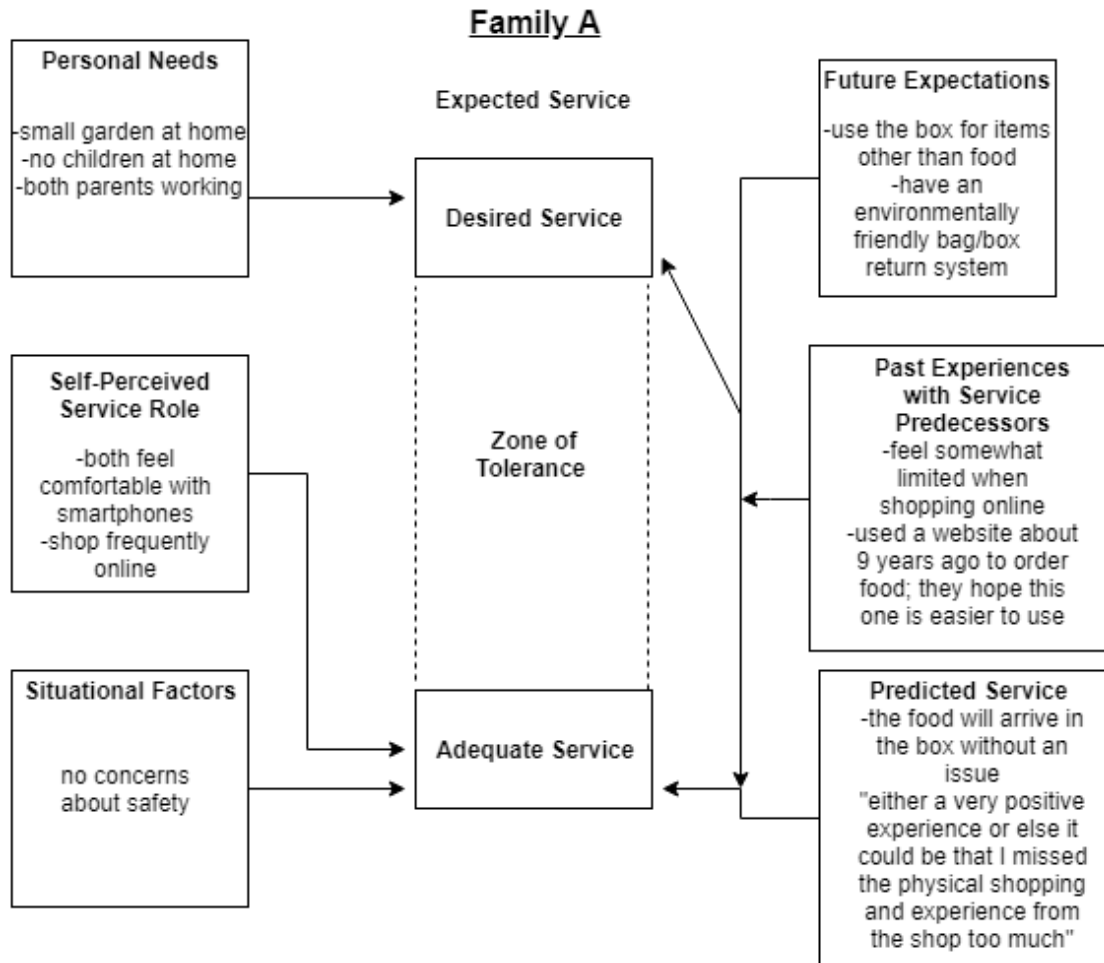 Family A
Personal Needs
-small garden at home
-no children at home
-both parents working
Self-Perceived
Service Role
-both feel
comfortable with
smartphones
-shop frequently
online
Situational Factors
no concerns
about safety
Expected Service
Desired Service
Zone of
Tolerance
Adequate Service
Future Expectations
-use the box for items
other than food
-have an
environmentally
friendly bag/box
return system
Past Experiences
with Service
Predecessors
-feel somewhat
limited when
shopping online
-used a website about
9 years ago to order
food; they hope this
one is easier to use
Predicted Service
-the food will arrive in
the box without an
issue
"either a very positive
experience or else it
could be that I missed
the physical shopping
and experience from
the shop too much"